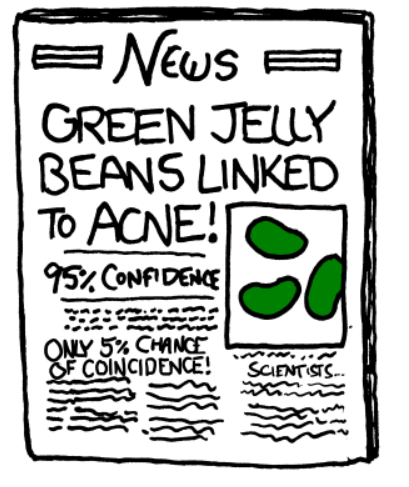 News
GREEN JELLY
BEANS LINKED
TO ACNE!
95% CONFIDENCE
ONLY 5% CHANCE
OF COINCIDENCE!
SCIENTISTS...